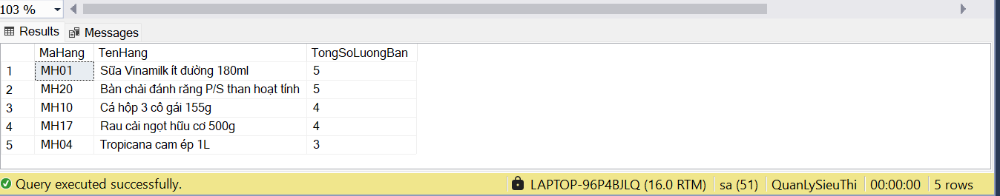 103 %
Results Messages
MaHang TenHang TongSoLuongBan
1 MH01 Sữa Vinamilk ít đường 180ml 5
2 MH20 Bàn chải đánh răng P/S than hoạt tính 5
3 MH10 Cá hộp 3 cô gái 155g 4
4 MH17 Rau cải ngọt hữu cơ 500g 4
5 MH04 Tropicana cam ép 1L 3
Query executed successfully. LAPTOP-96P4BJLQ (16.0 RTM) sa (51) QuanLySieuThi 00:00:00 5 rows